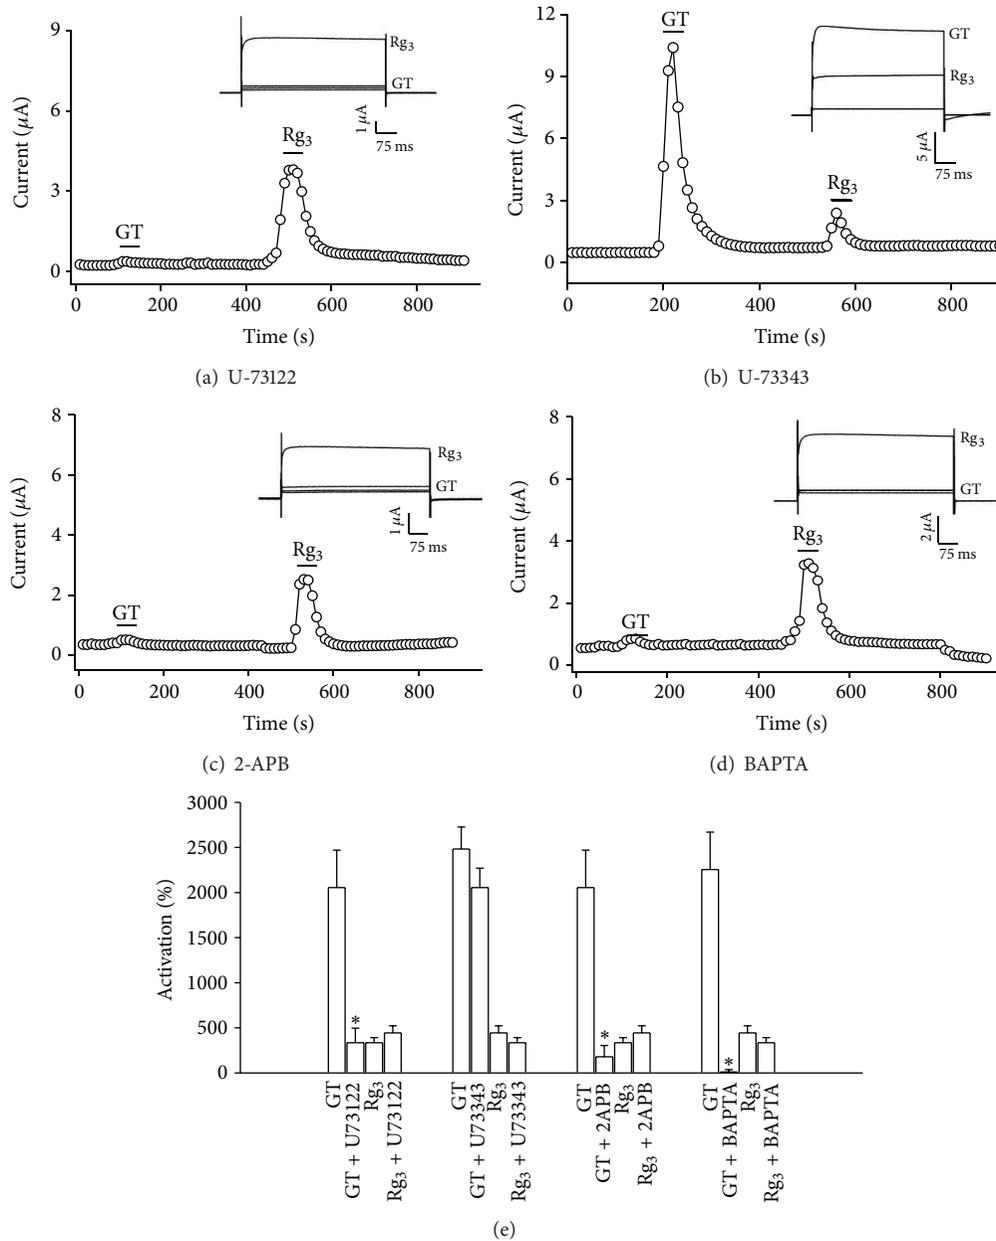 9
6
3
0
Current (μA)
GT
Rg3
Rg3
GT
1 μA
75 ms
0 200 400 600 800
Time (s)
(a) U-73122
12
9
6
3
0
Current (μA)
GT
Rg3
GT
Rg3
5 μA
75 ms
0 200 400 600 800
Time (s)
(b) U-73343
8
6
4
2
0
Current (μA)
GT
Rg3
Rg3
GT
1 μA
75 ms
0 200 400 600 800
Time (s)
(c) 2-APB
8
6
4
2
0
Current (μA)
GT
Rg3
Rg3
GT
2 μA
75 ms
0 200 400 600 800
Time (s)
(d) BAPTA
3000
2500
2000
1500
1000
500
0
Activation (%)
*
*
*
GT
GT + U73122
Rg3
Rg3 + U73122
GT
GT + U73343
Rg3
Rg3 + U73343
GT
GT + 2APB
Rg3
Rg3 + 2APB
GT
GT + BAPTA
Rg3
Rg3 + BAPTA
(e)